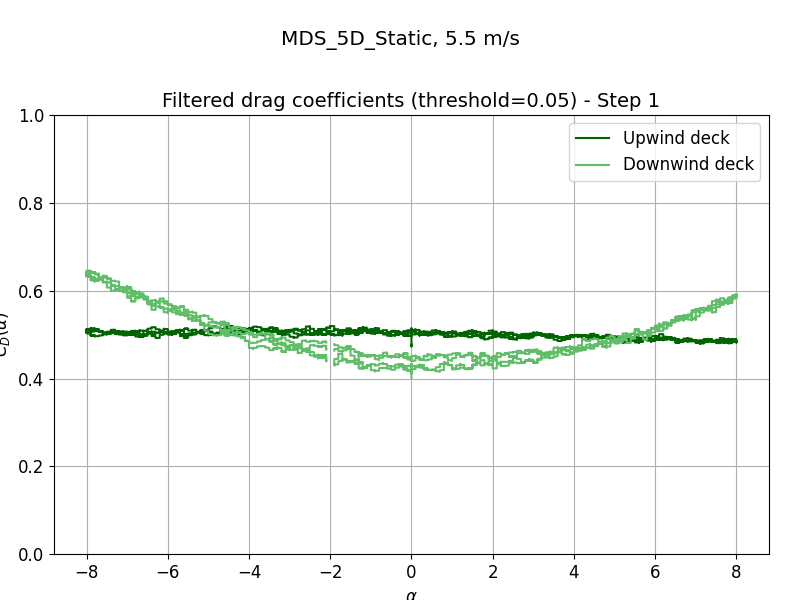 MDS_5D_Static, 5.5 m/s
Filtered drag coefficients (threshold=0.05) - Step 1
1.0
0.8
0.6
0.4
0.2
0.0
C_D(α)
Upwind deck
Downwind deck
−8 −6 −4 −2 0 2 4 6 8
α